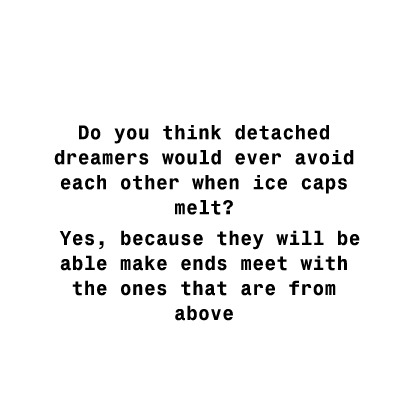 Do you think detached
dreamers would ever avoid
each other when ice caps
melt?
Yes, because they will be
able make ends meet with
the ones that are from
above